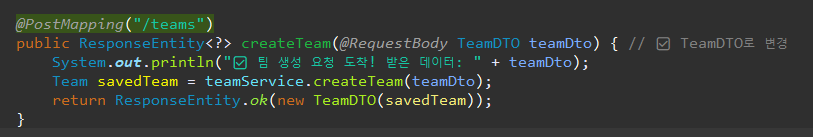 @PostMapping("/teams")
public ResponseEntity<?> createTeam(@RequestBody TeamDTO teamDto) { // ☑ TeamDTO로 변경
    System.out.println("☑ 팀 생성 요청 도착! 받은 데이터: " + teamDto);
    Team savedTeam = teamService.createTeam(teamDto);
    return ResponseEntity.ok(new TeamDTO(savedTeam));
}